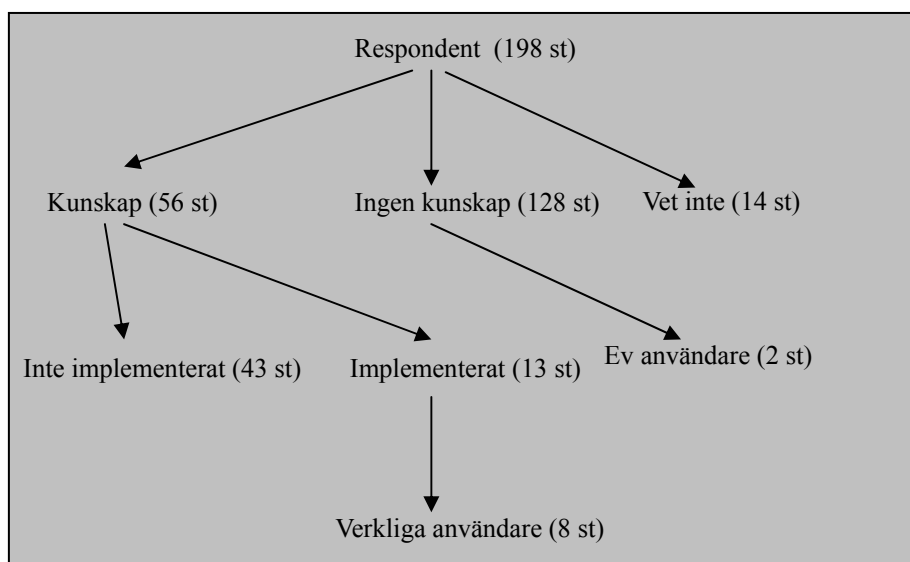 Respondent (198 st)
Kunskap (56 st)
Ingen kunskap (128 st)
Vet inte (14 st)
Inte implementerat (43 st)
Implementerat (13 st)
Ev användare (2 st)
Verkliga användare (8 st)